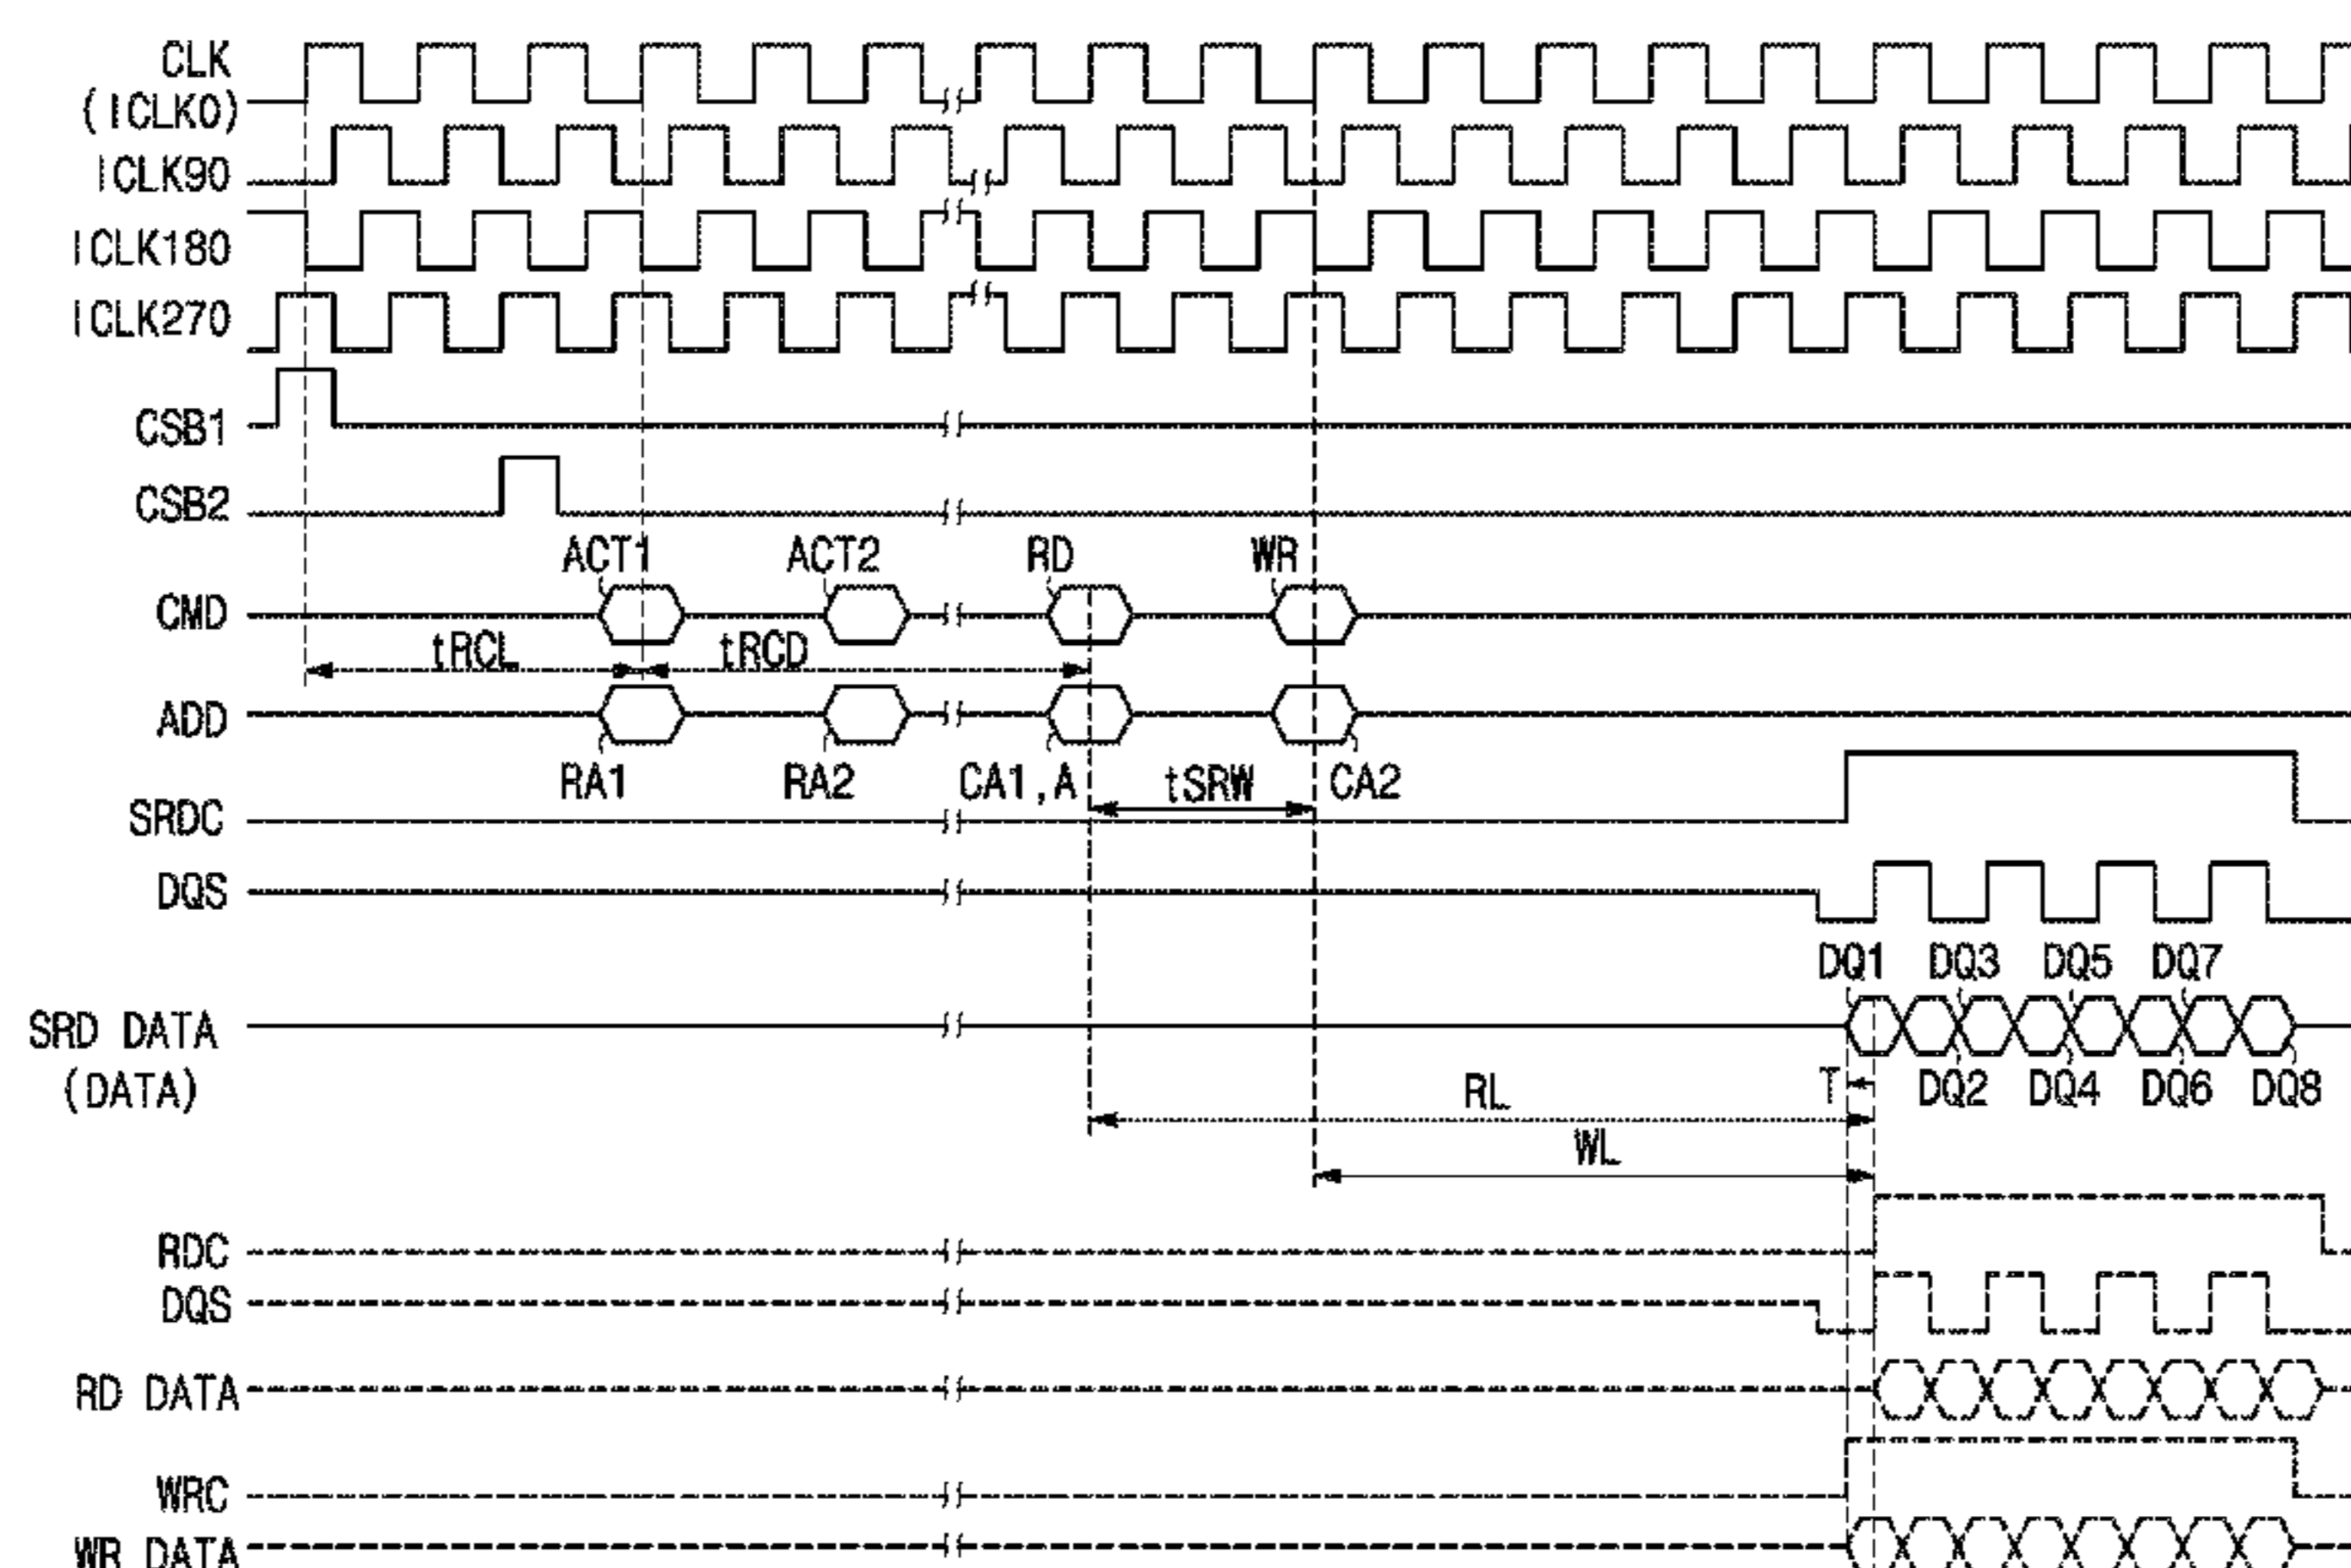 CLK
(ICLK0)
ICLK90
ICLK180
ICLK270
CSB1
CSB2
ACT1 ACT2 RD WR
CMD
tRCL tRCD
ADD
RA1 RA2 CA1,A tSRW CA2
SRDC
DQS
DQ1 DQ3 DQ5 DQ7
SRD DATA
(DATA)
T DQ2 DQ4 DQ6 DQ8
RL
WL
RDC
DQS
RD DATA
WRC
WR DATA